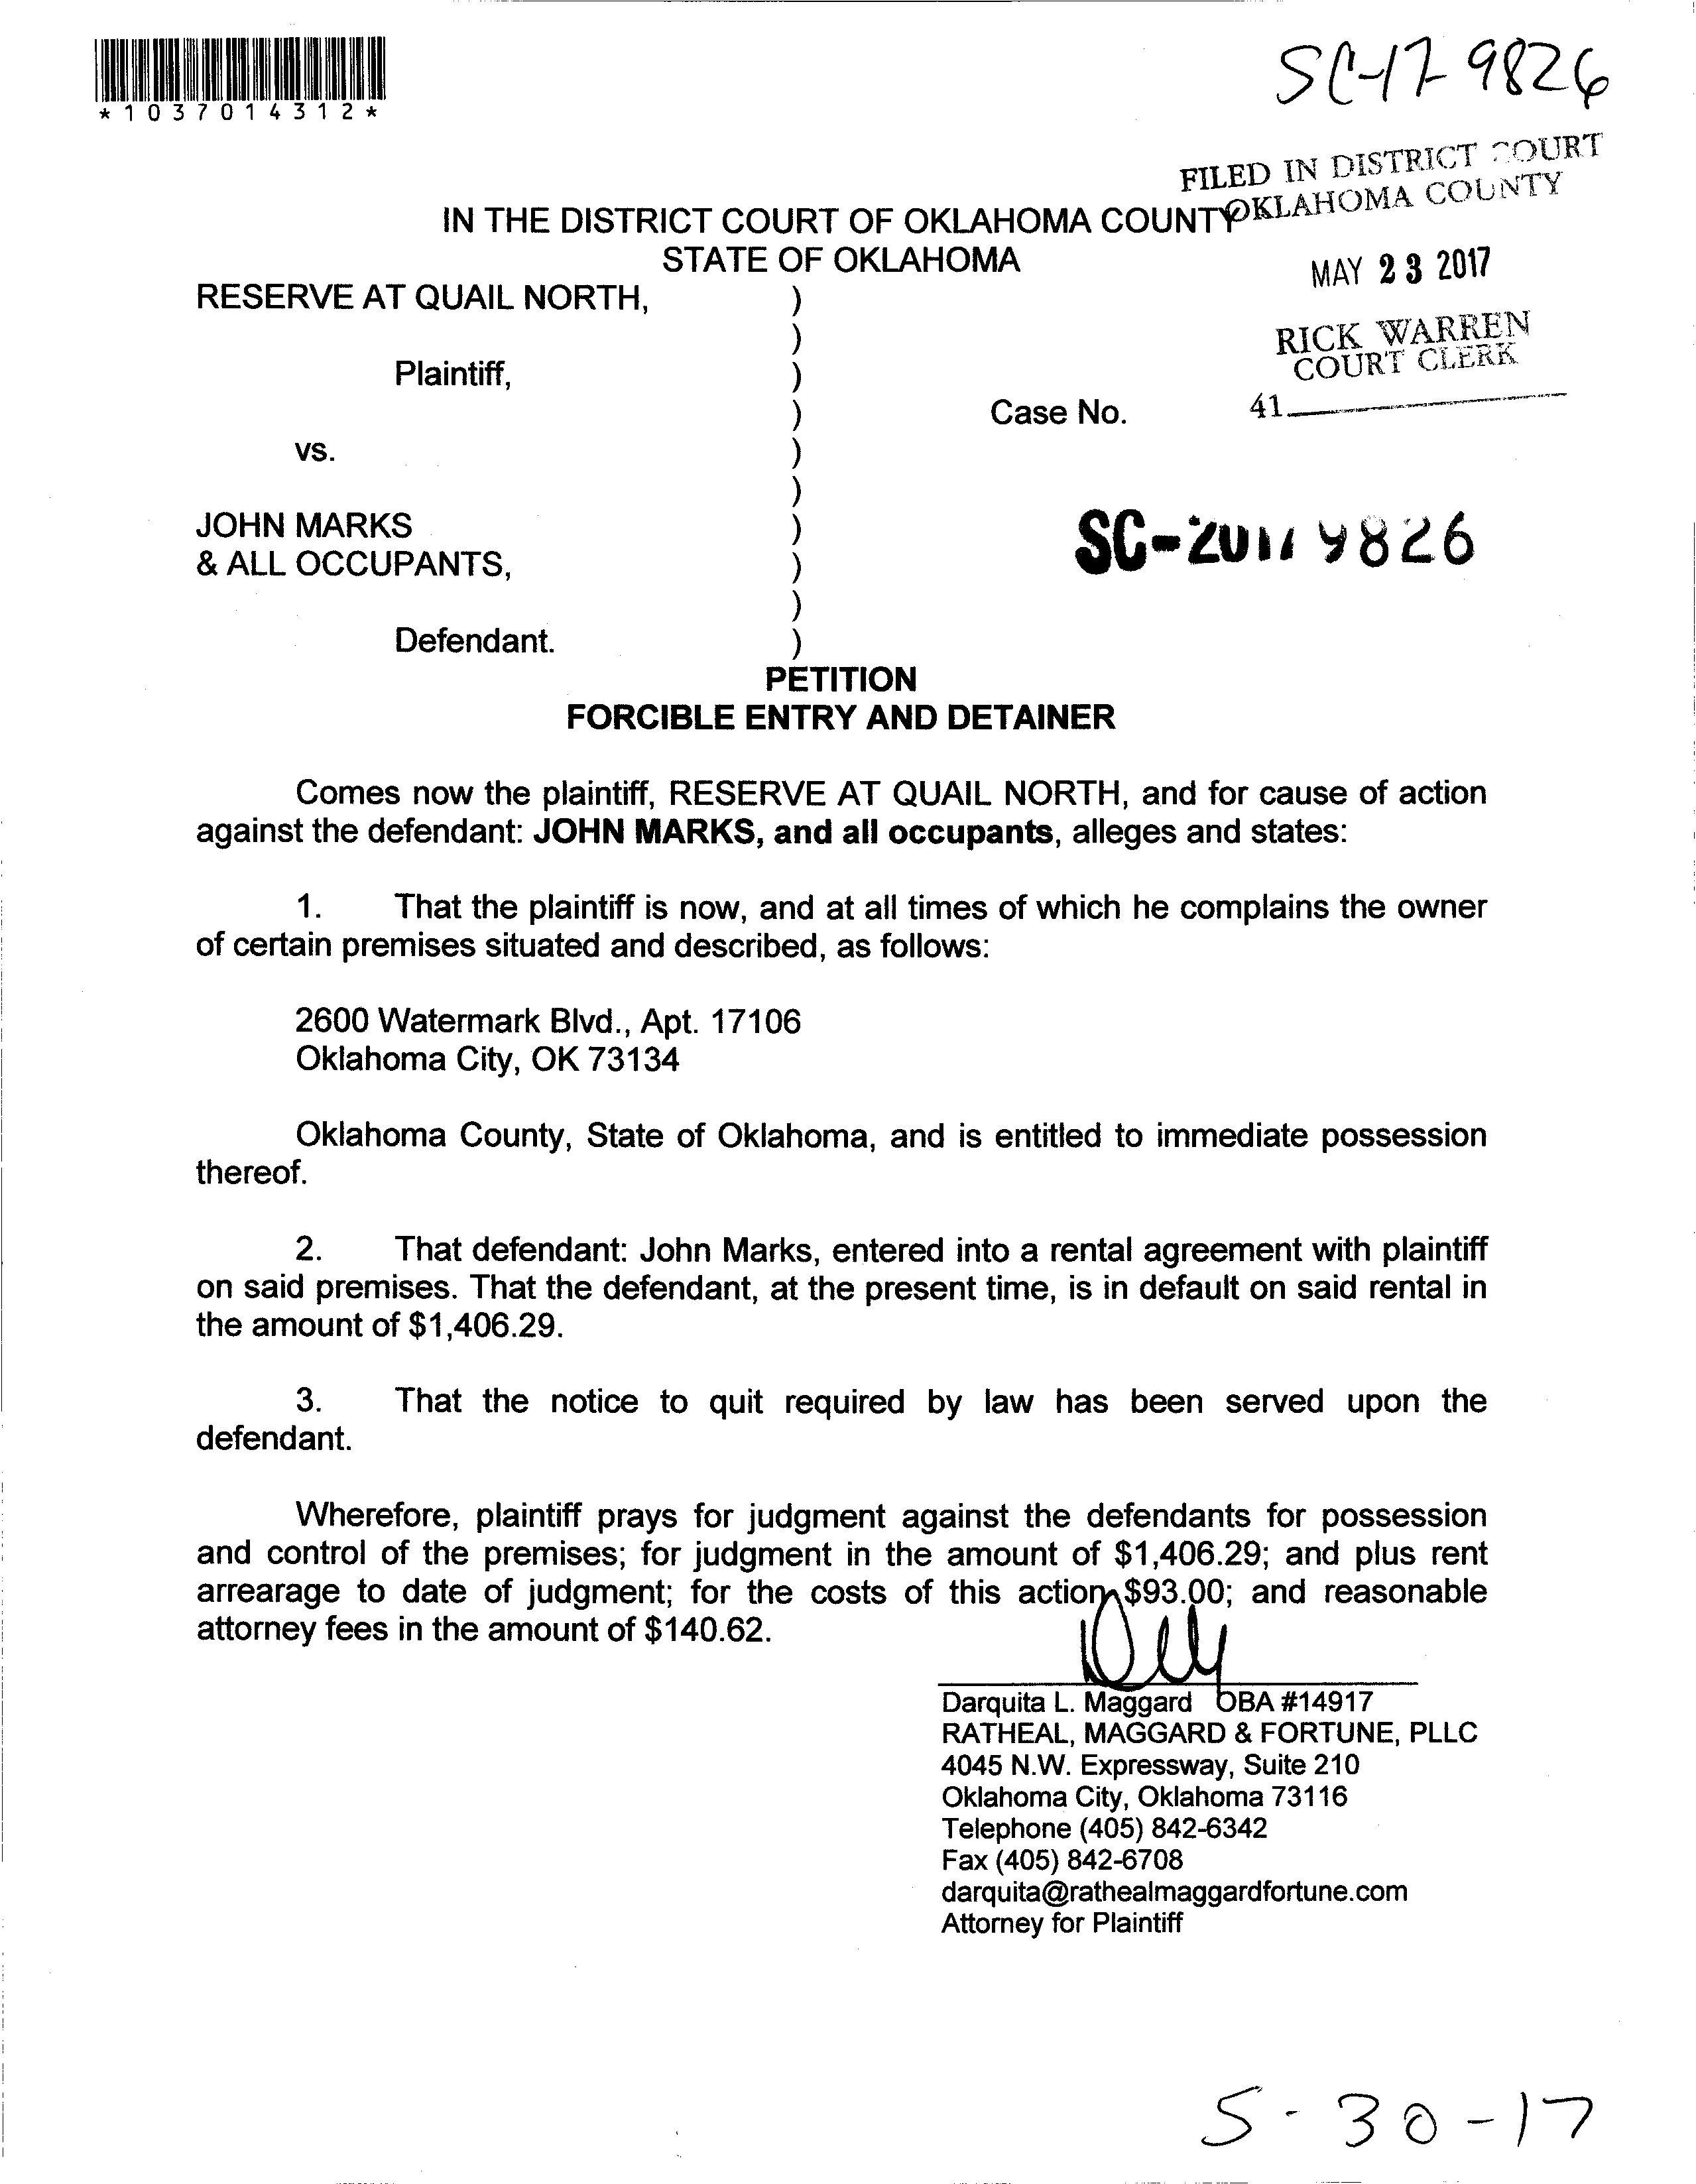 *1037014312*
SC-17 9826
FILED IN DISTRICT COURT
OKLAHOMA COUNTY
IN THE DISTRICT COURT OF OKLAHOMA COUNTY
STATE OF OKLAHOMA
MAY 23 2017
RICK WARREN
COURT CLERK
41
RESERVE AT QUAIL NORTH, )
)
Plaintiff, )
) Case No.
vs. )
)
JOHN MARKS )
& ALL OCCUPANTS, )
)
Defendant. )
SC-2017 9826
PETITION
FORCIBLE ENTRY AND DETAINER
Comes now the plaintiff, RESERVE AT QUAIL NORTH, and for cause of action
against the defendant: JOHN MARKS, and all occupants, alleges and states:
1. That the plaintiff is now, and at all times of which he complains the owner
of certain premises situated and described, as follows:
2600 Watermark Blvd., Apt. 17106
Oklahoma City, OK 73134
Oklahoma County, State of Oklahoma, and is entitled to immediate possession
thereof.
2. That defendant: John Marks, entered into a rental agreement with plaintiff
on said premises. That the defendant, at the present time, is in default on said rental in
the amount of $1,406.29.
3. That the notice to quit required by law has been served upon the
defendant.
Wherefore, plaintiff prays for judgment against the defendants for possession
and control of the premises; for judgment in the amount of $1,406.29; and plus rent
arrearage to date of judgment; for the costs of this action $93.00; and reasonable
attorney fees in the amount of $140.62.
Darquita L. Maggard OBA #14917
RATHEAL, MAGGARD & FORTUNE, PLLC
4045 N.W. Expressway, Suite 210
Oklahoma City, Oklahoma 73116
Telephone (405) 842-6342
Fax (405) 842-6708
darquita@rathealmaggardfortune.com
Attorney for Plaintiff
5-30-17